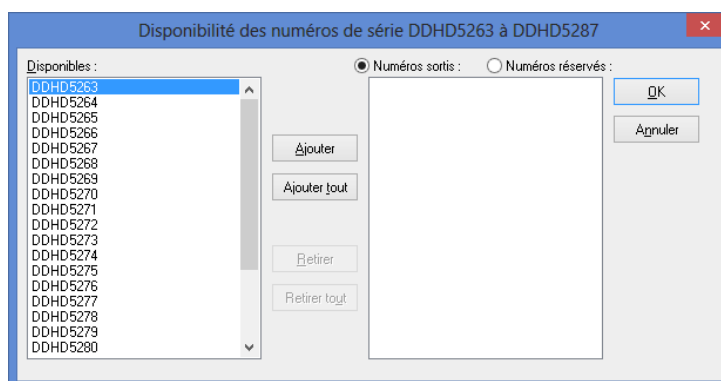 Disponibilité des numéros de série DDHD5263 à DDHD5287
Disponibles :
Numéros sortis :
Numéros réservés :
DDHD5263
DDHD5264
DDHD5265
DDHD5266
DDHD5267
DDHD5268
DDHD5269
DDHD5270
DDHD5271
DDHD5272
DDHD5273
DDHD5274
DDHD5275
DDHD5276
DDHD5277
DDHD5278
DDHD5279
DDHD5280
Ajouter
Ajouter tout
Retirer
Retirer tout
OK
Annuler